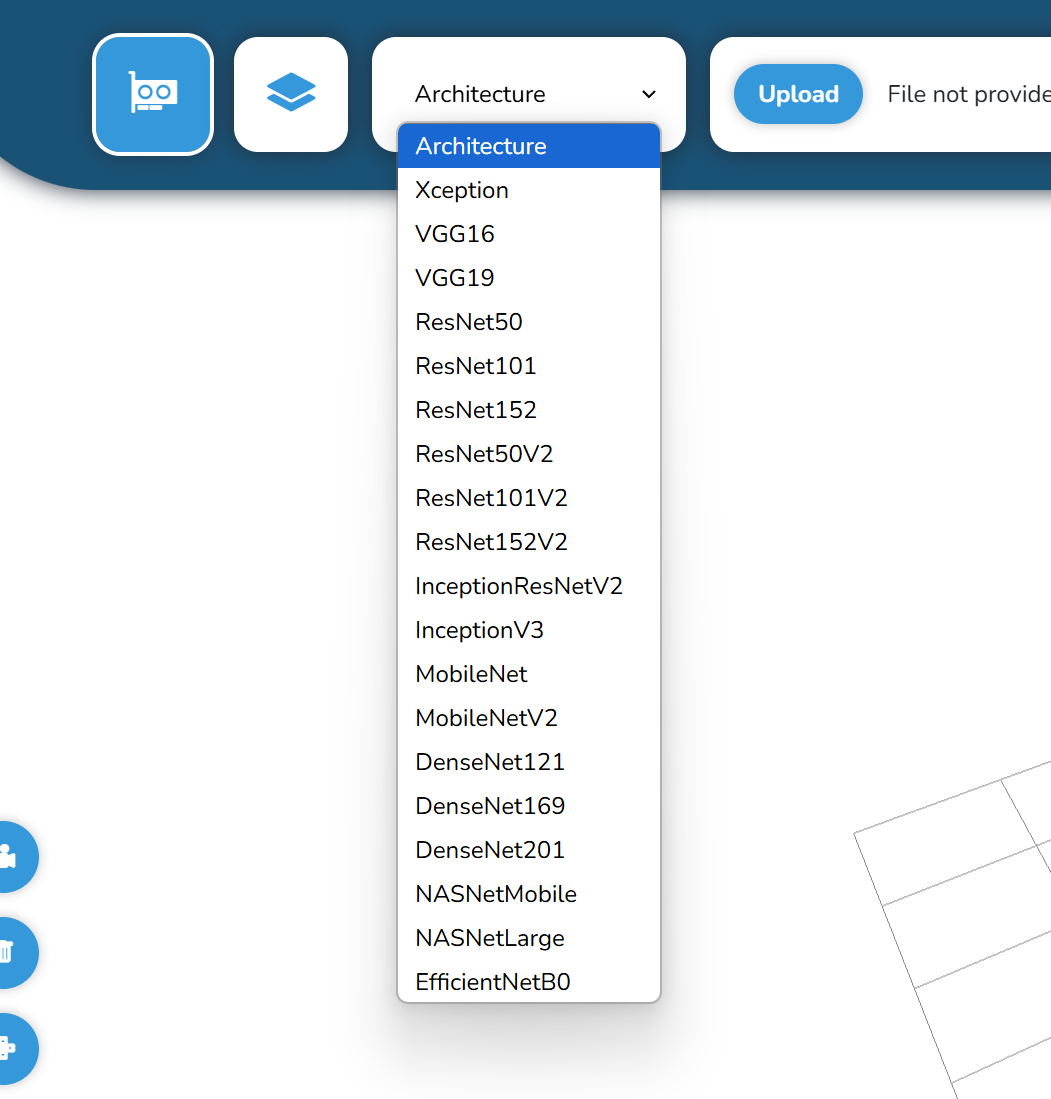 Architecture
Upload
File not provide
Architecture
Xception
VGG16
VGG19
ResNet50
ResNet101
ResNet152
ResNet50V2
ResNet101V2
ResNet152V2
InceptionResNetV2
InceptionV3
MobileNet
MobileNetV2
DenseNet121
DenseNet169
DenseNet201
NASNetMobile
NASNetLarge
EfficientNetB0